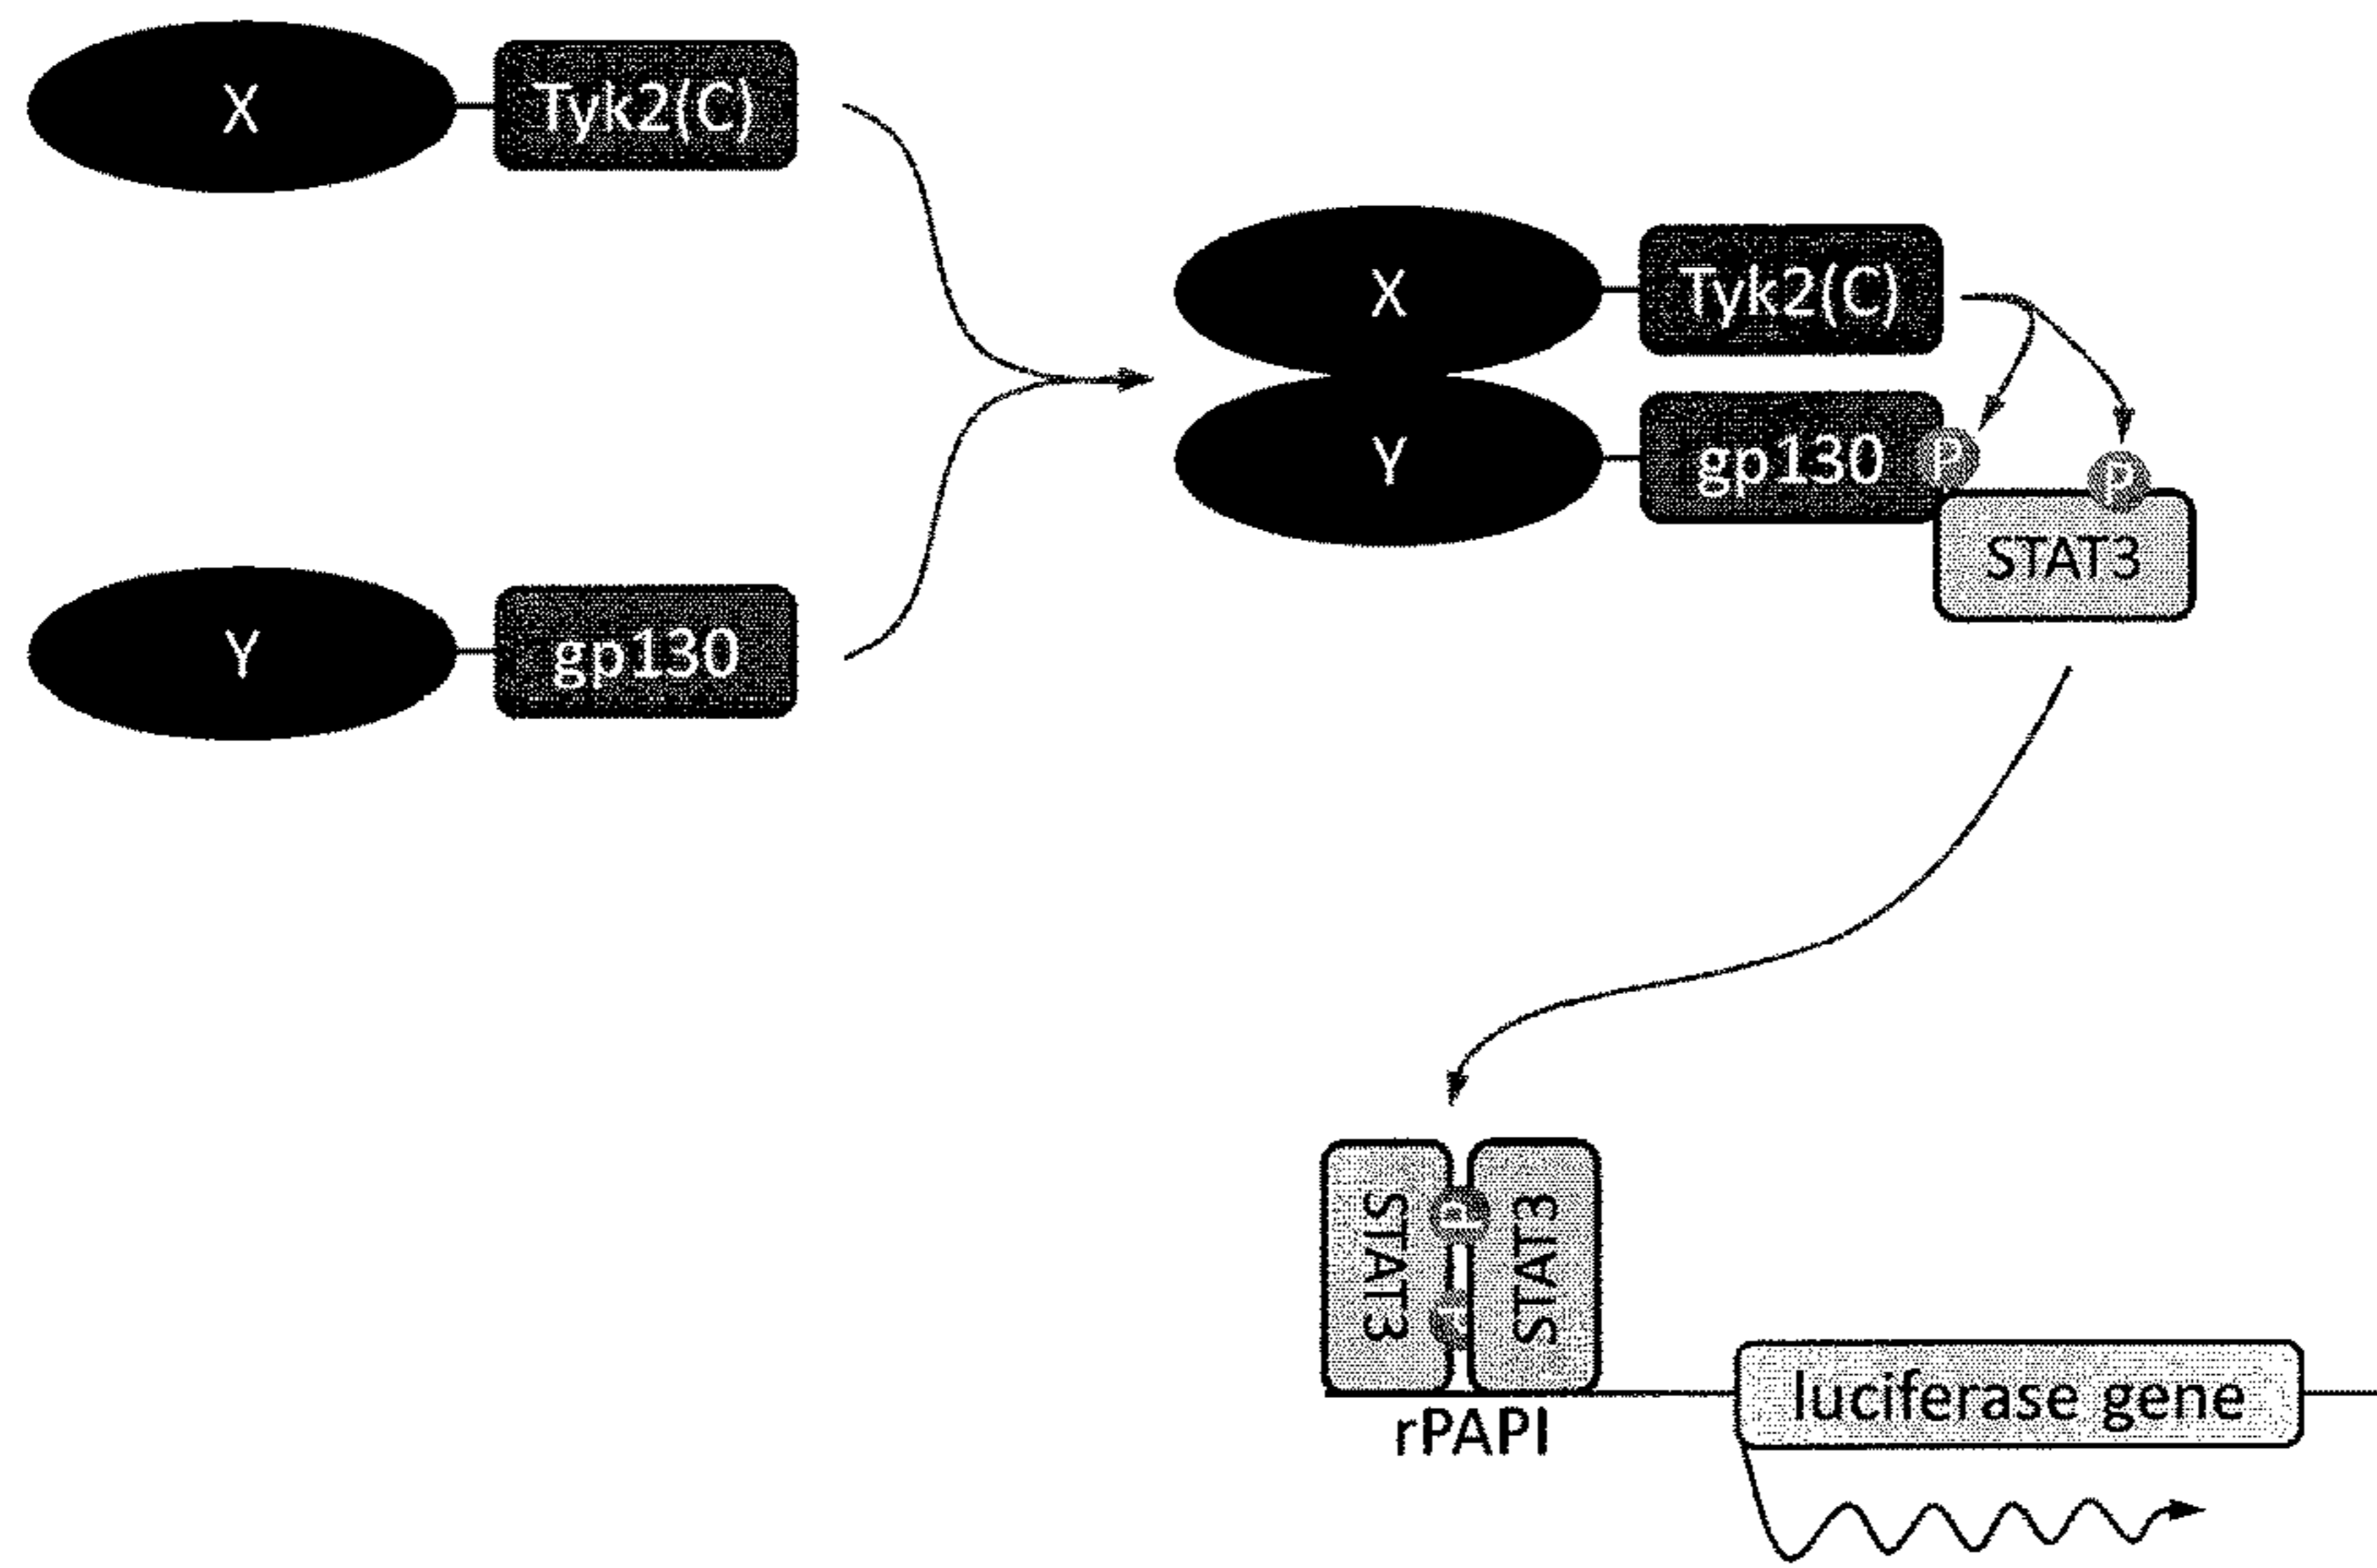 X
Tyk2(C)
Y
gp130
X
Tyk2(C)
Y
gp130
P
P
STAT3
STAT3
P
STAT3
rPAPI
luciferase gene